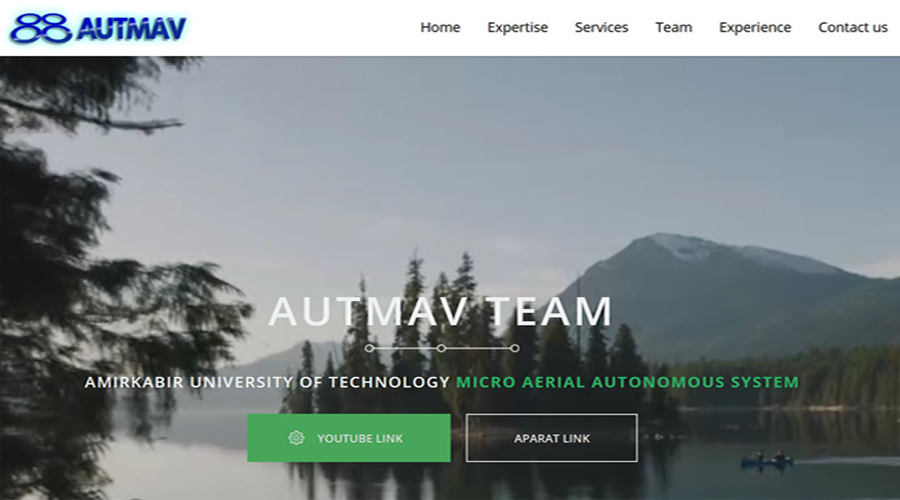 AUTMAV
Home Expertise Services Team Experience Contact us
AUTMAV TEAM
AMIRKABIR UNIVERSITY OF TECHNOLOGY MICRO AERIAL AUTONOMOUS SYSTEM
YOUTUBE LINK
APARAT LINK